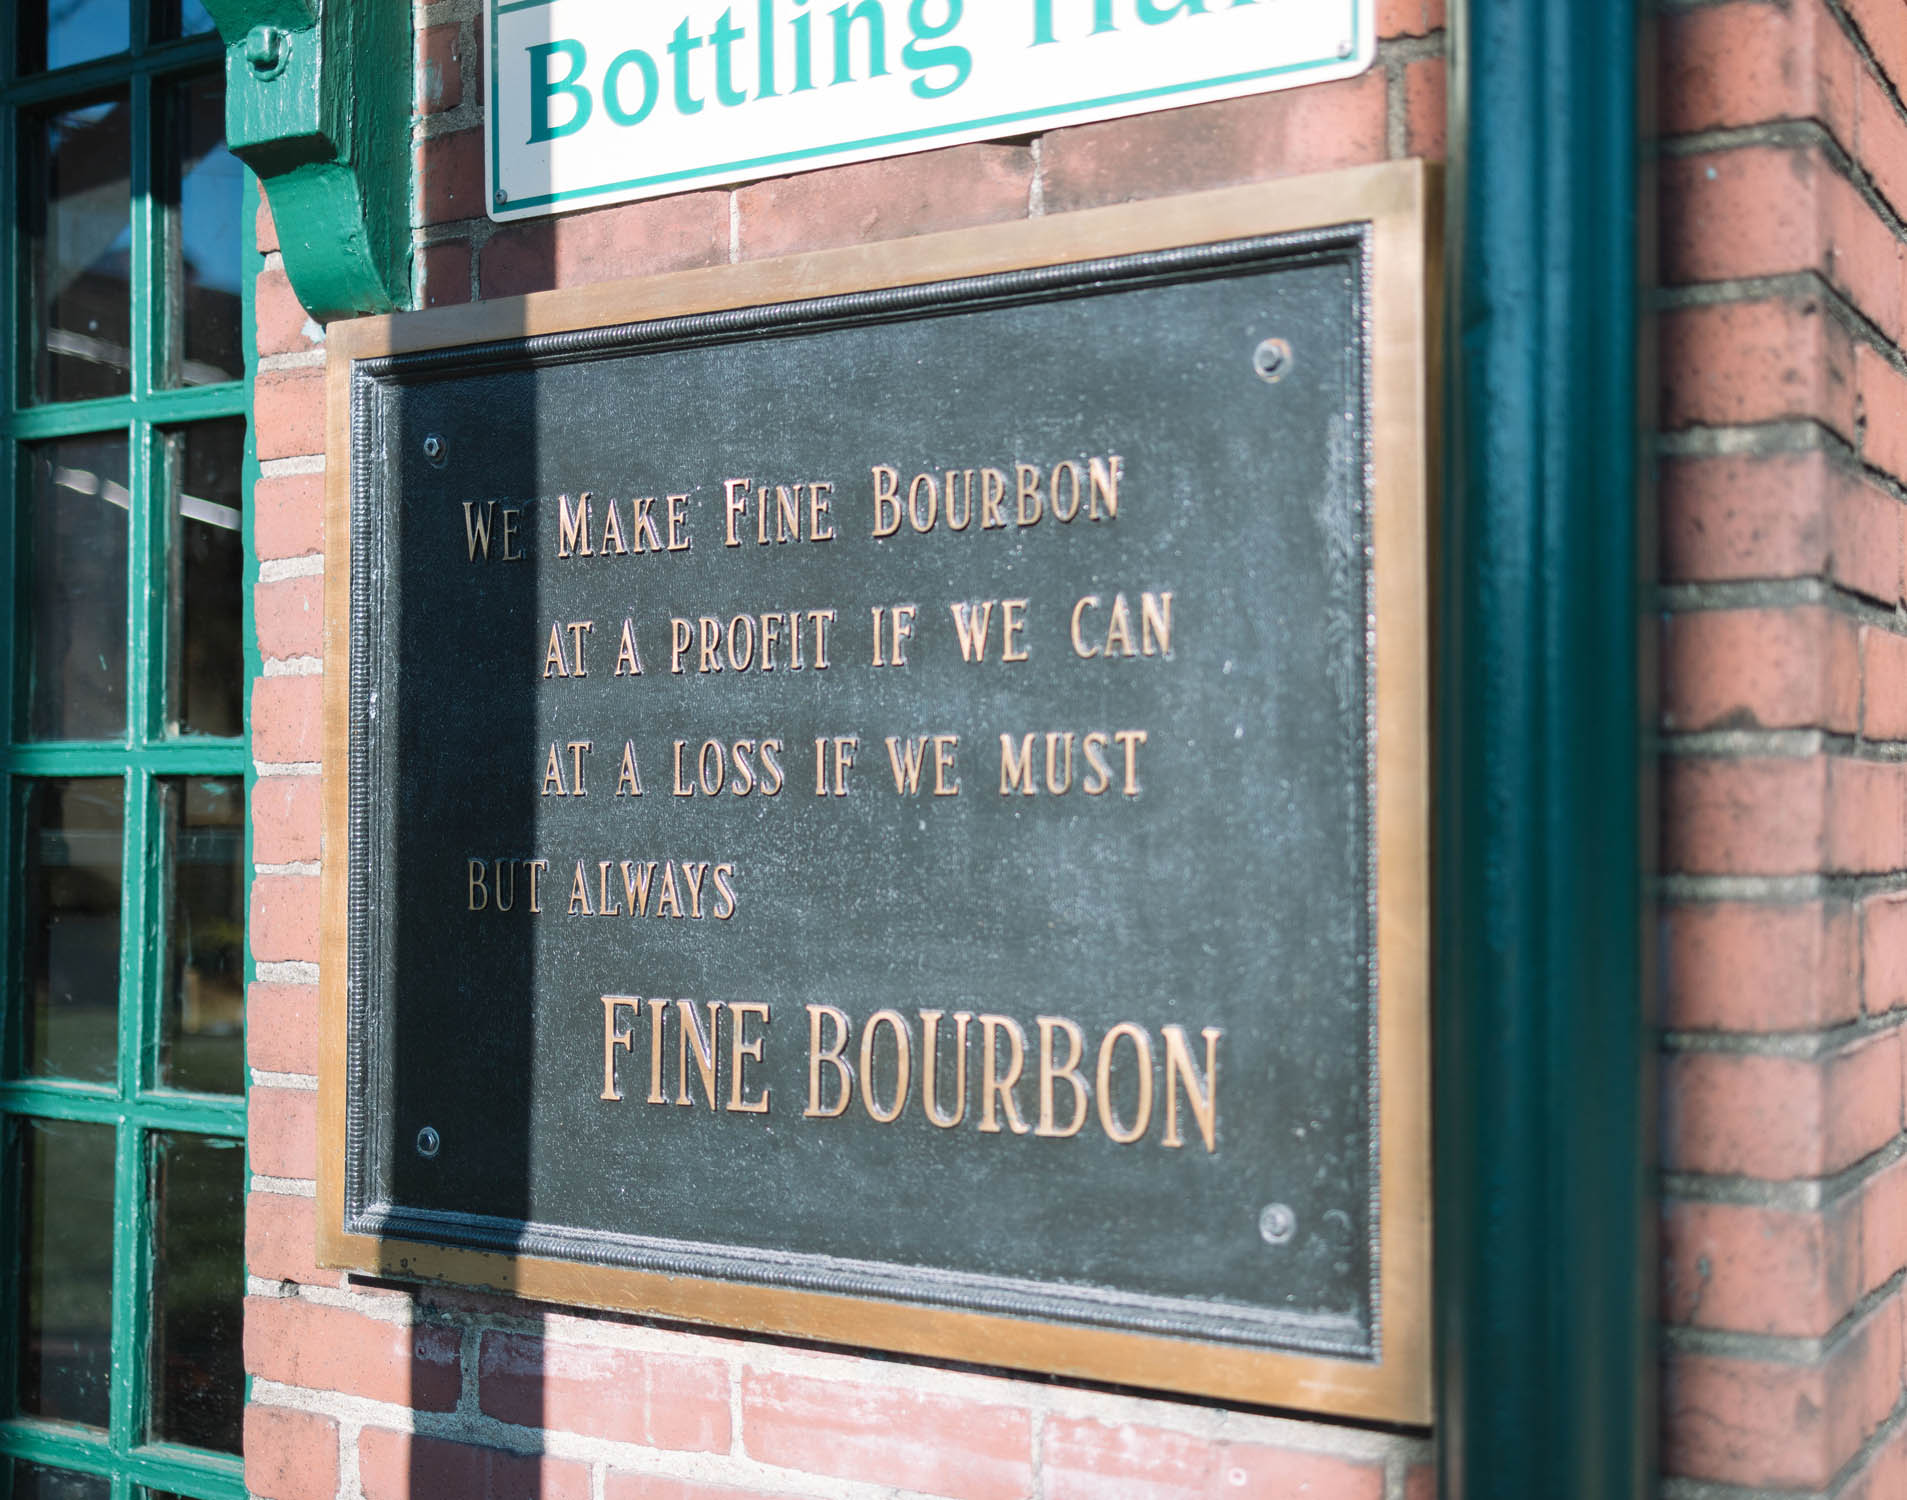 Bottling
We Make Fine Bourbon
AT A PROFIT IF WE CAN
AT A LOSS IF WE MUST
BUT ALWAYS
FINE BOURBON